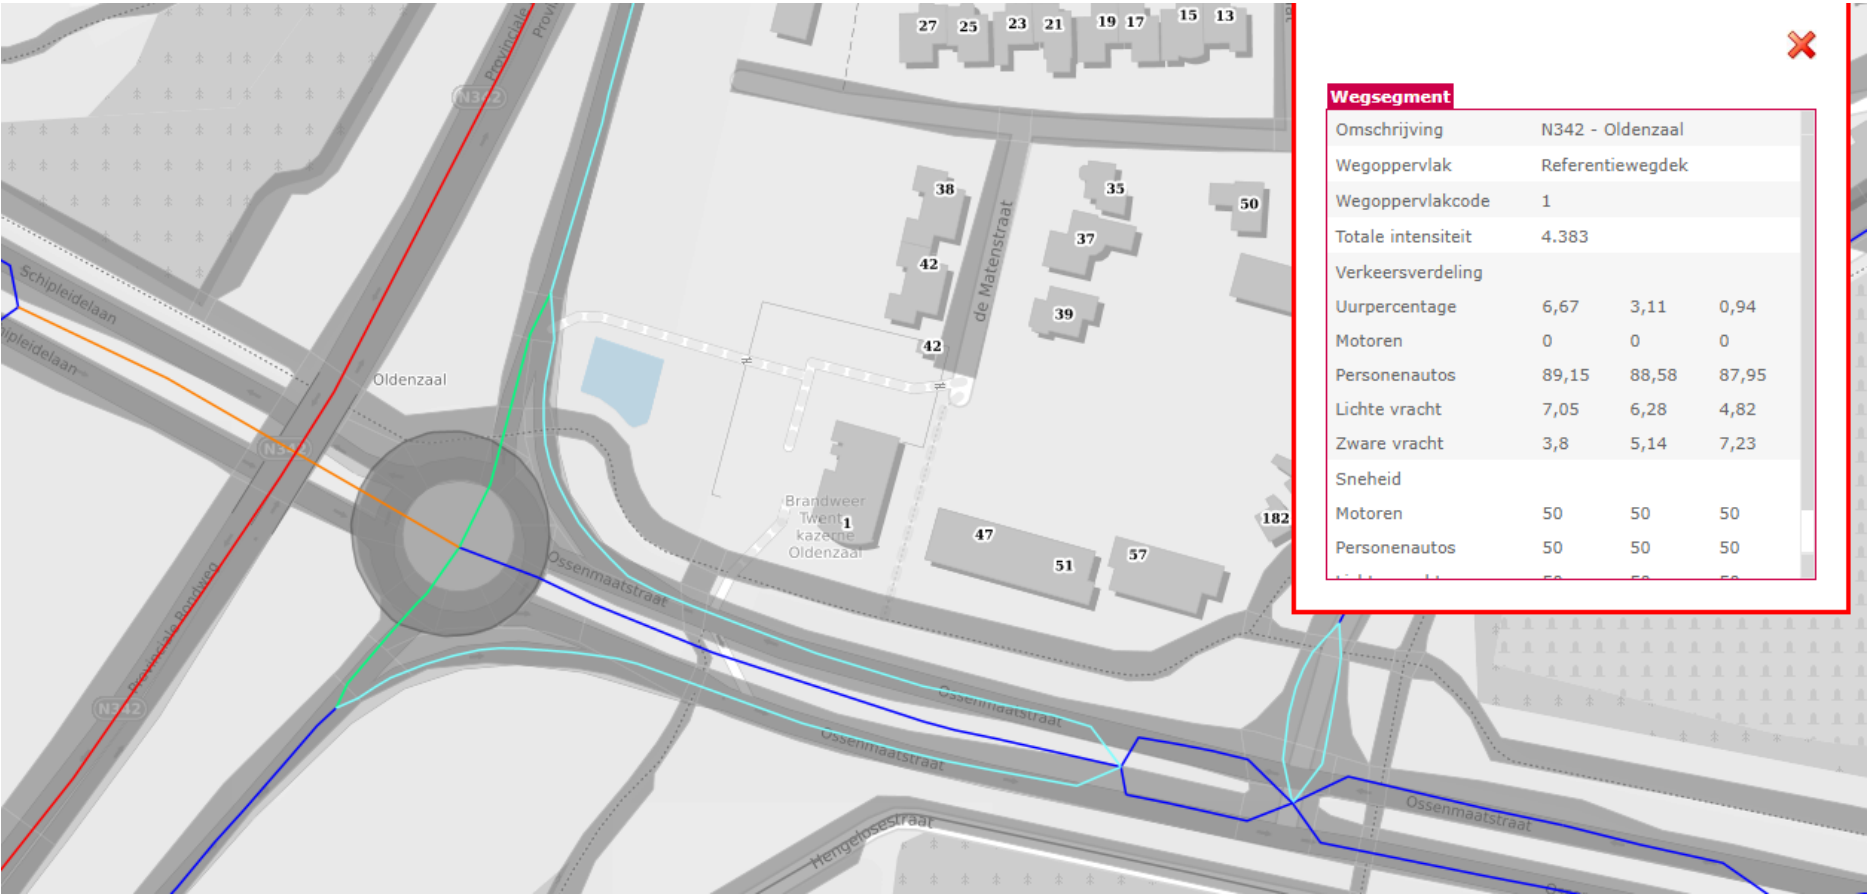 27 25 23 21 19 17 15 13
Provinciale
N342
Wegsegment
Omschrijving N342 - Oldenzaal
Wegoppervlak Referentiewegdek
Wegoppervlakcode 1
Totale intensiteit 4.383
Verkeersverdeling
Uurpercentage 6,67 3,11 0,94
Motoren 0 0 0
Personenautos 89,15 88,58 87,95
Lichte vracht 7,05 6,28 4,82
Zware vracht 3,8 5,14 7,23
Sneheid
Motoren 50 50 50
Personenautos 50 50 50
38
35
50
37
42
39
42
de Matenstraat
Schipleidelaan
Oldenzaal
N342
Brandweer
Twente
kazerne
Oldenzaal
1
47
51
57
182
Ossenmaatstraat
Provinciale Rondweg
N342
Ossenmaatstraat
Ossenmaatstraat
Ossenmaatstraat
Hengelosestraat